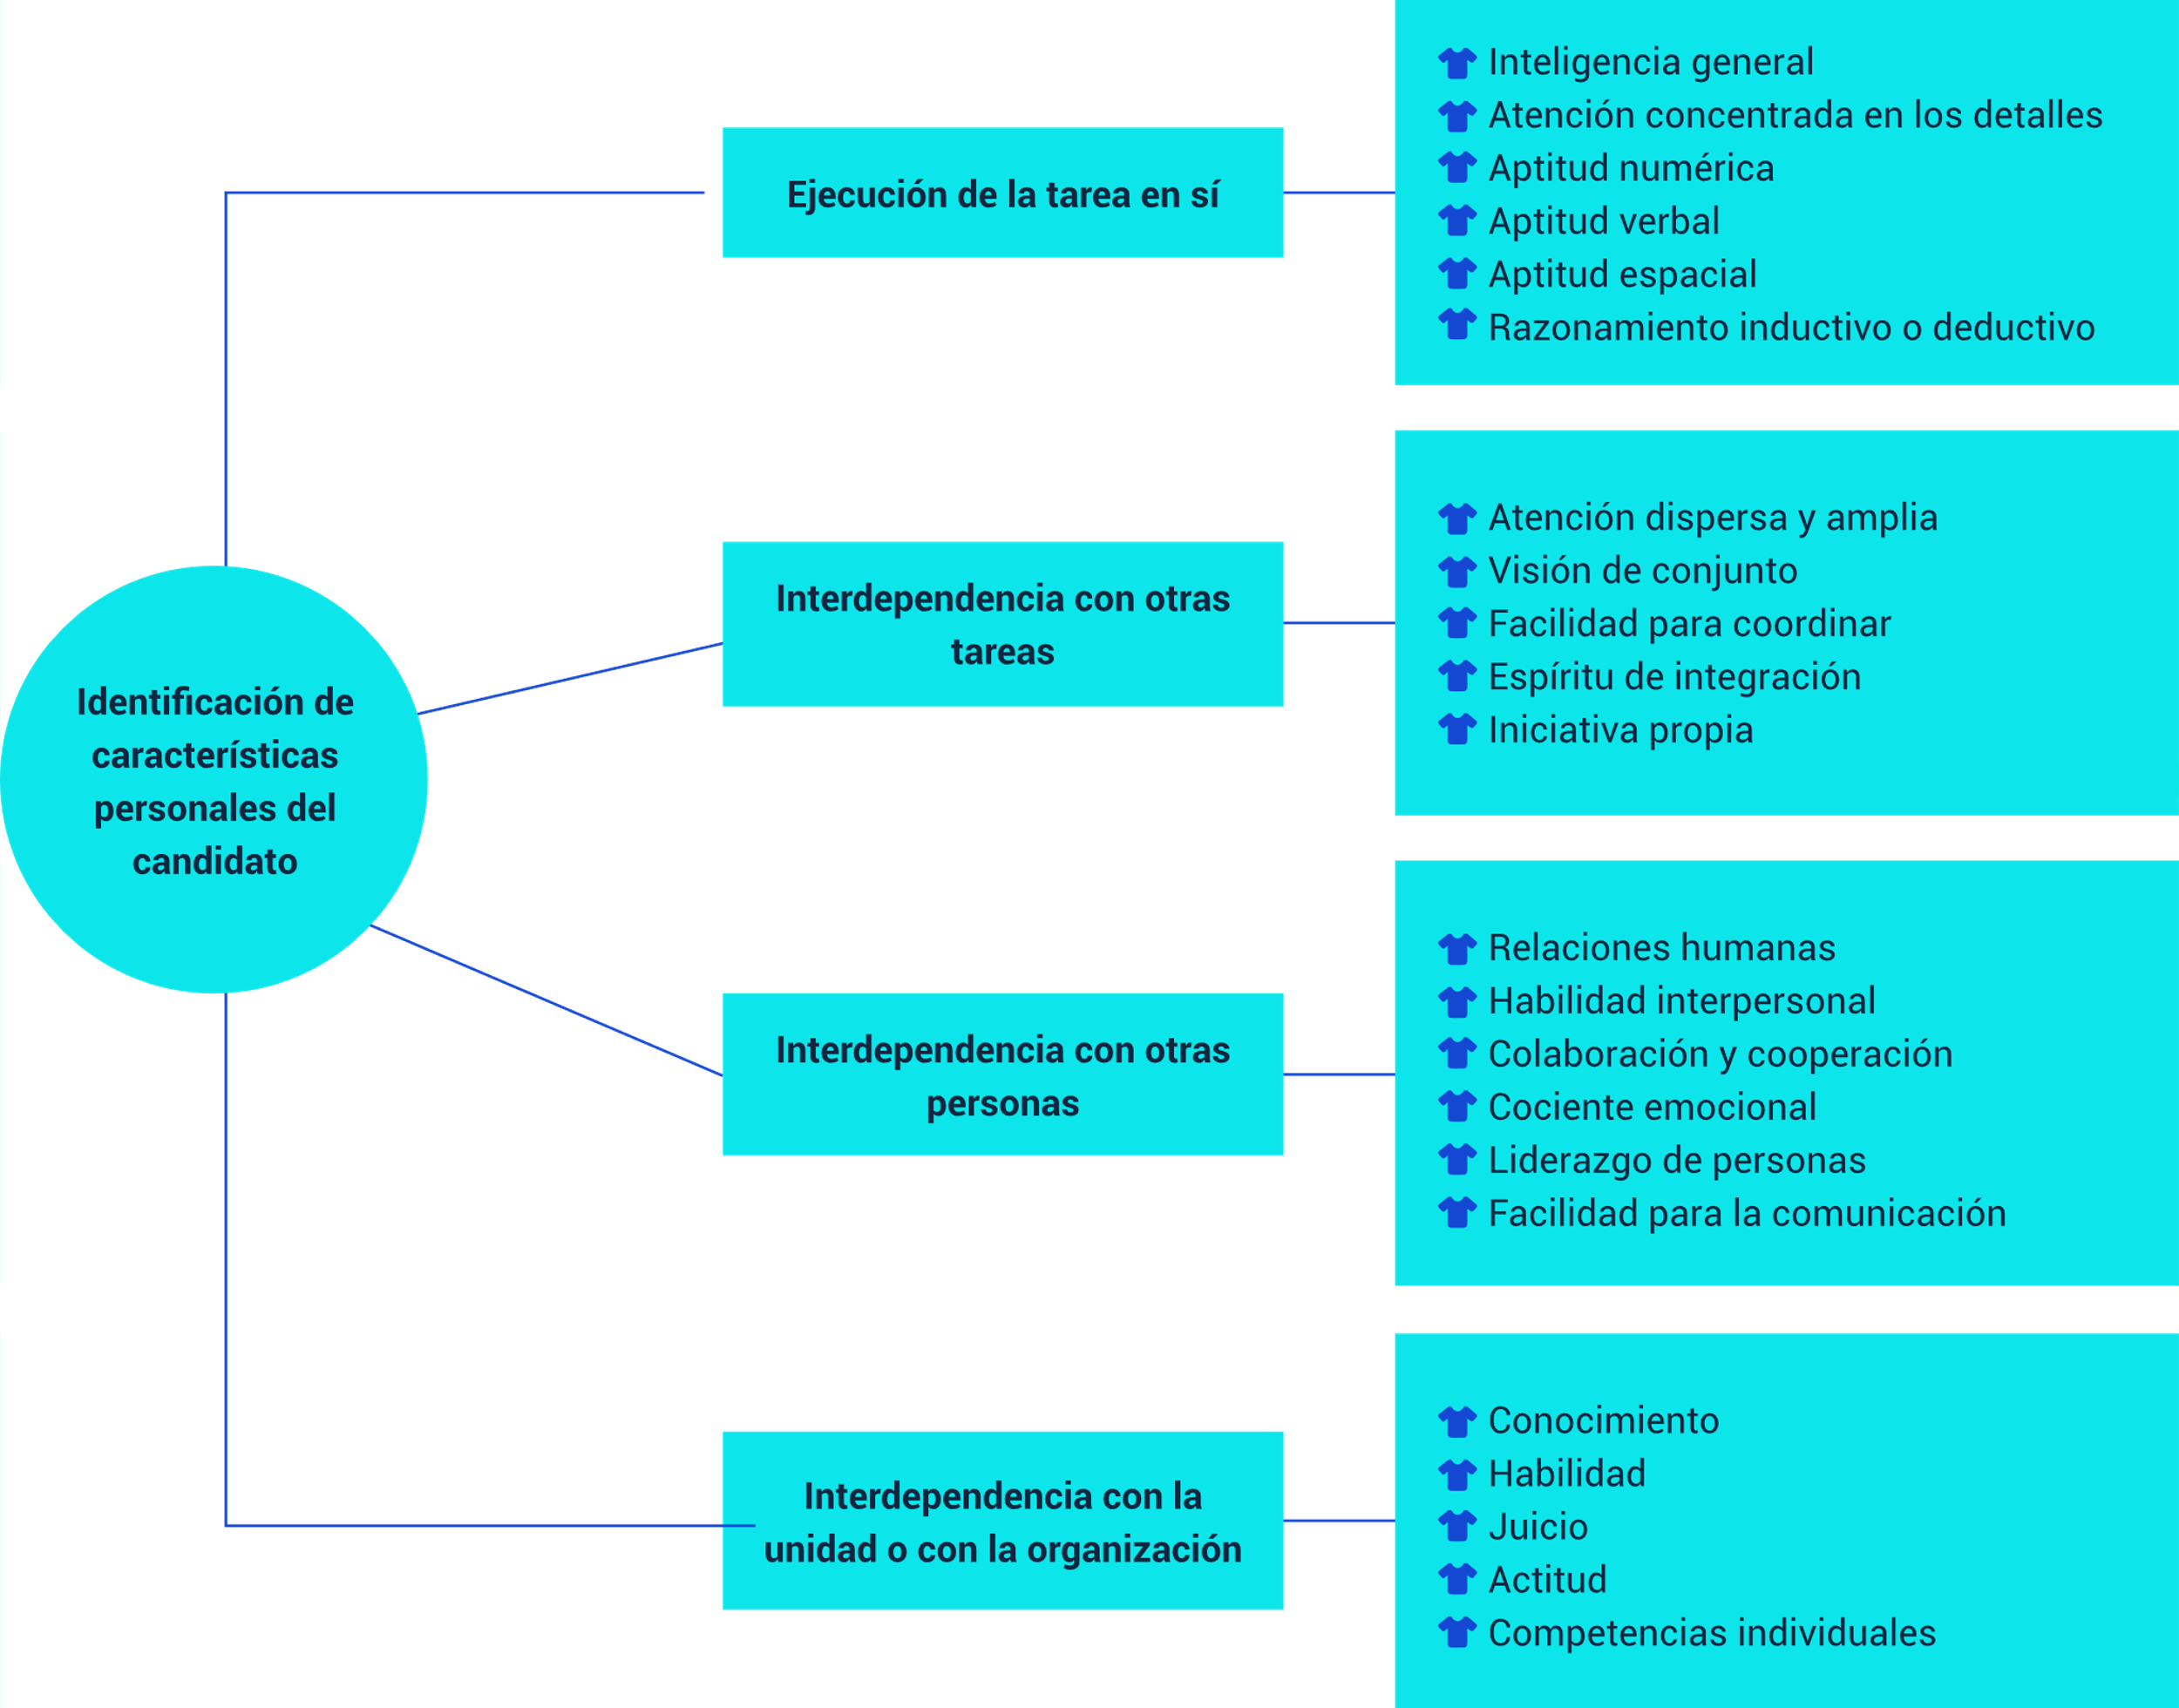 Identificación de
características
personales del
candidato
Ejecución de la tarea en sí
Inteligencia general
Atención concentrada en los detalles
Aptitud numérica
Aptitud verbal
Aptitud espacial
Razonamiento inductivo o deductivo
Interdependencia con otras
tareas
Atención dispersa y amplia
Visión de conjunto
Facilidad para coordinar
Espíritu de integración
Iniciativa propia
Interdependencia con otras
personas
Relaciones humanas
Habilidad interpersonal
Colaboración y cooperación
Cociente emocional
Liderazgo de personas
Facilidad para la comunicación
Interdependencia con la
unidad o con la organización
Conocimiento
Habilidad
Juicio
Actitud
Competencias individuales